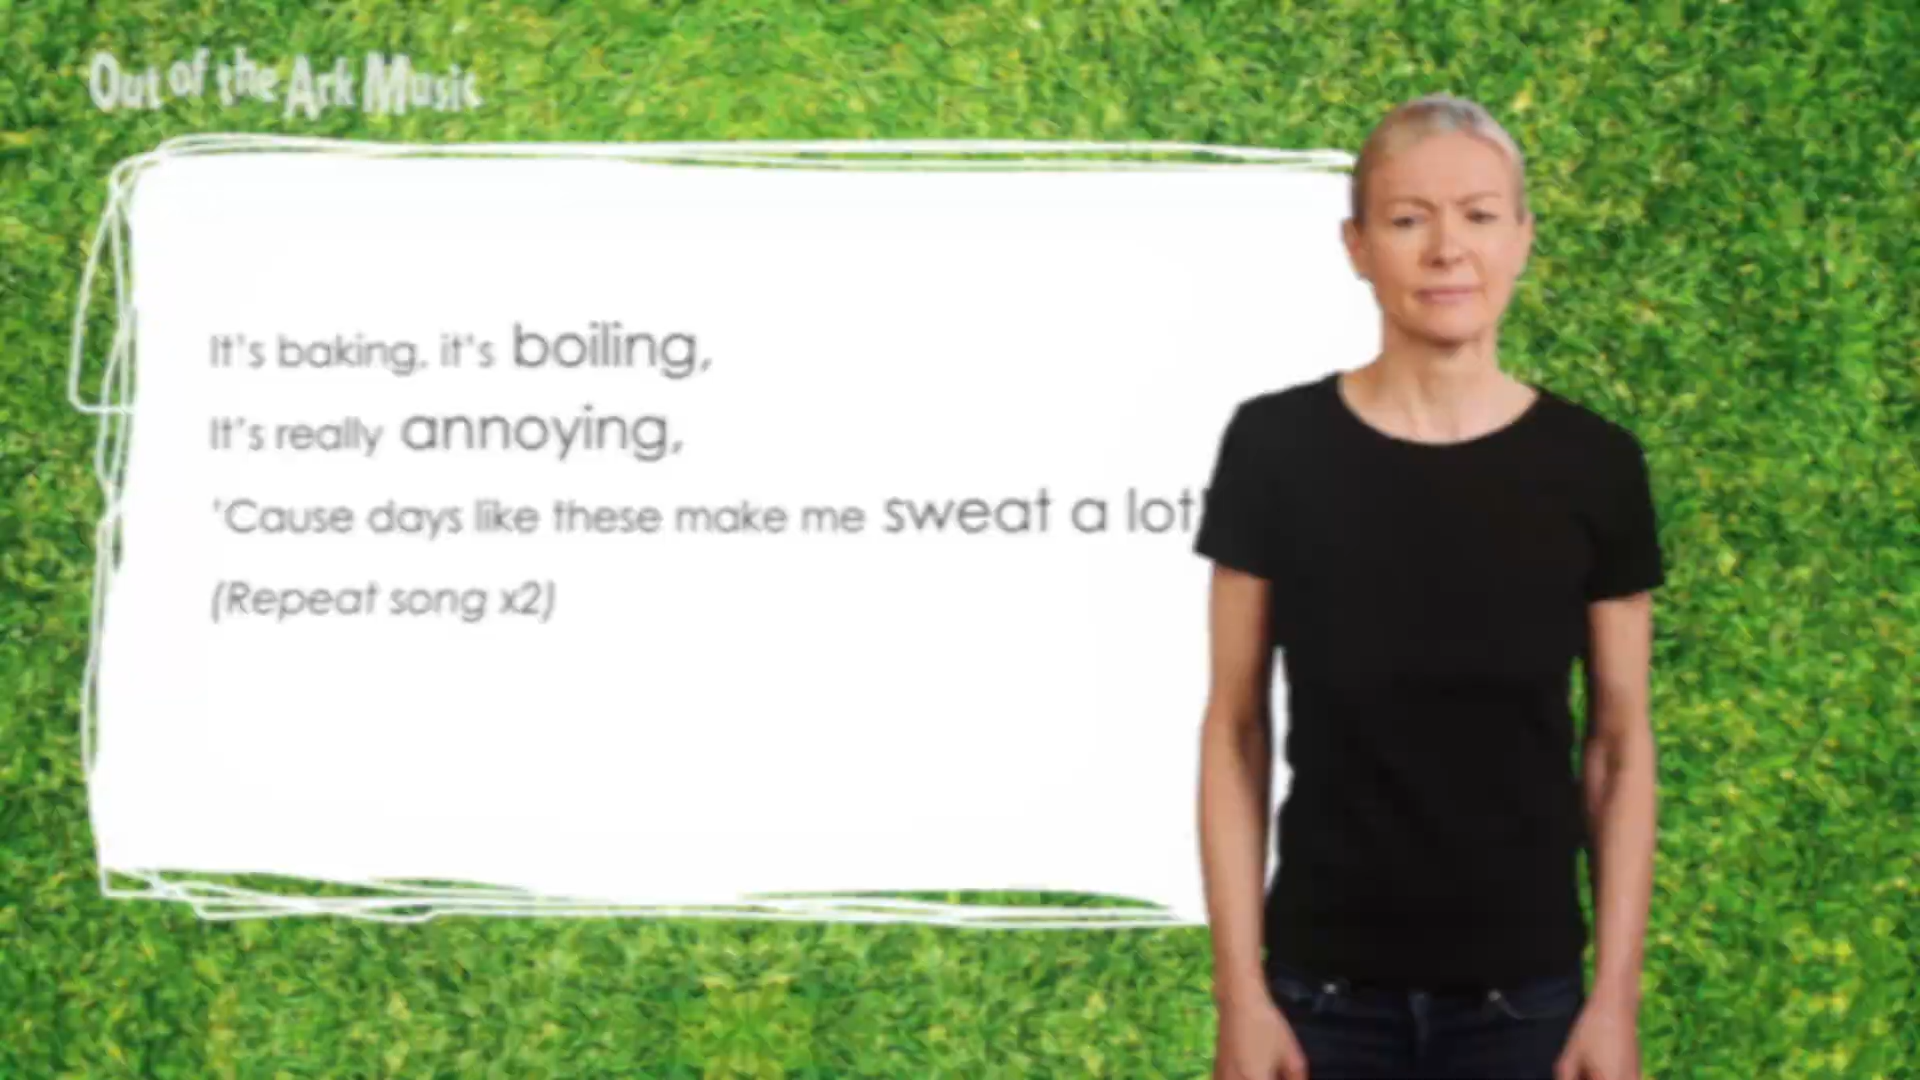 Out of the Ark Music
It's baking, it's boiling,
It's really annoying,
'Cause days like these make me sweat a lot!
(Repeat song x2)